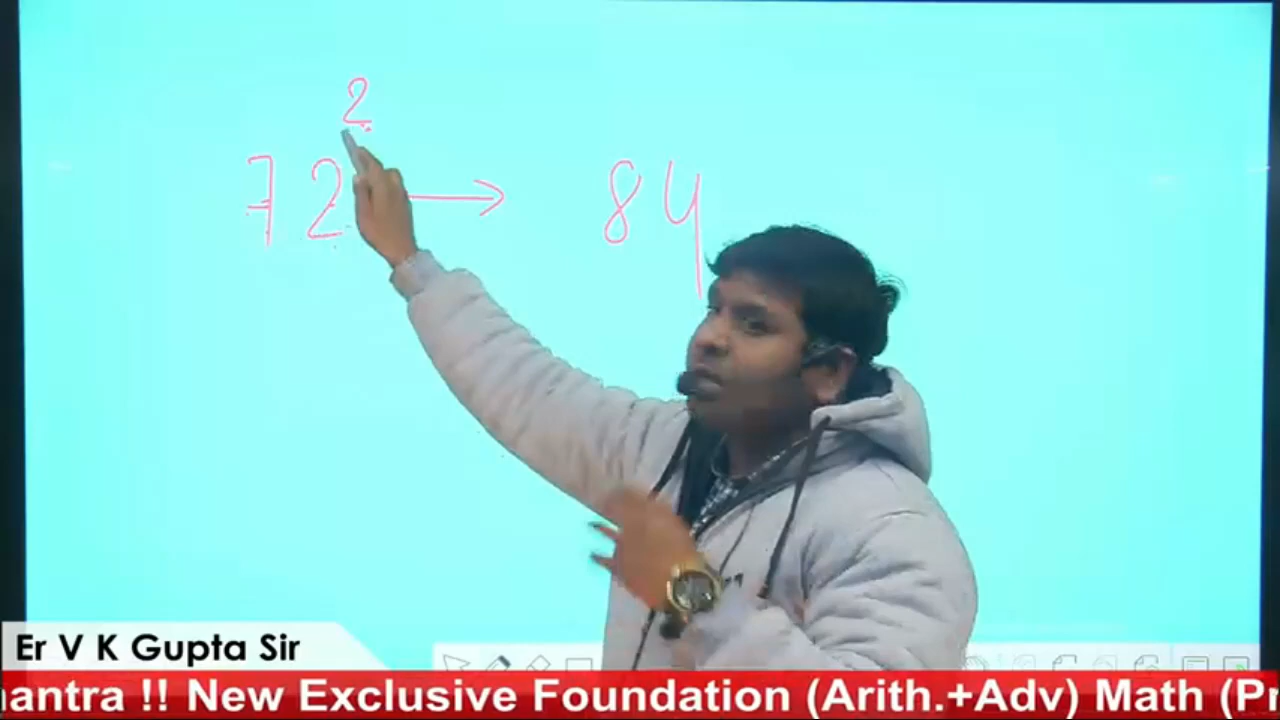 2
72 → 84
Er V K Gupta Sir
antra !! New Exclusive Foundation (Arith.+Adv) Math (Pr